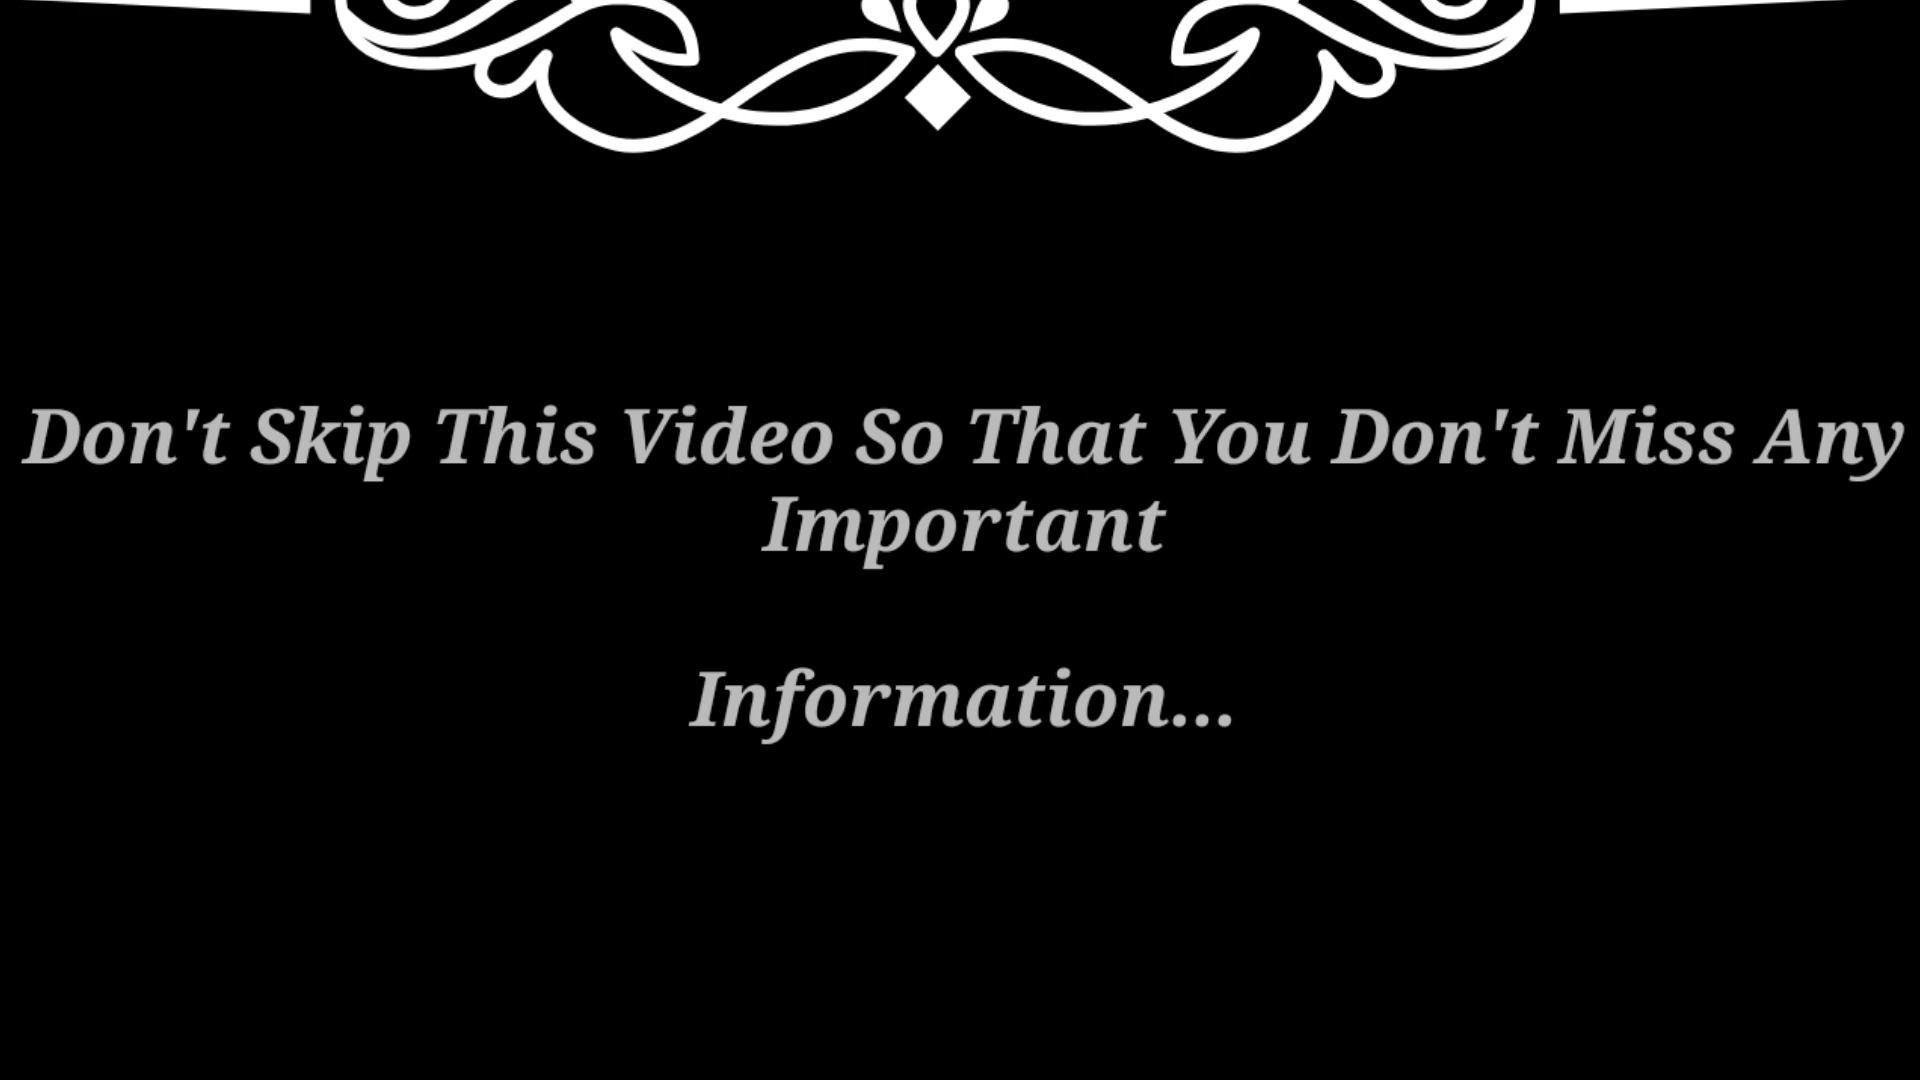 Don't Skip This Video So That You Don't Miss Any
Important
Information...